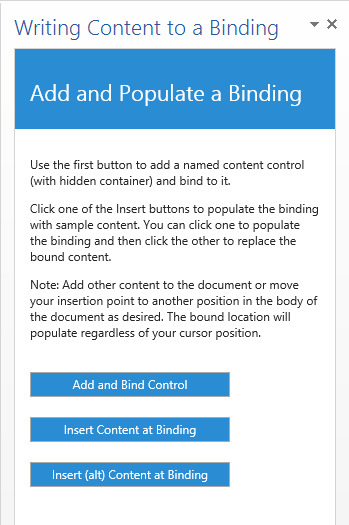 Writing Content to a Binding
Add and Populate a Binding
Use the first button to add a named content control
(with hidden container) and bind to it.
Click one of the Insert buttons to populate the binding
with sample content. You can click one to populate
the binding and then click the other to replace the
bound content.
Note: Add other content to the document or move
your insertion point to another position in the body of
the document as desired. The bound location will
populate regardless of your cursor position.
Add and Bind Control
Insert Content at Binding
Insert (alt) Content at Binding